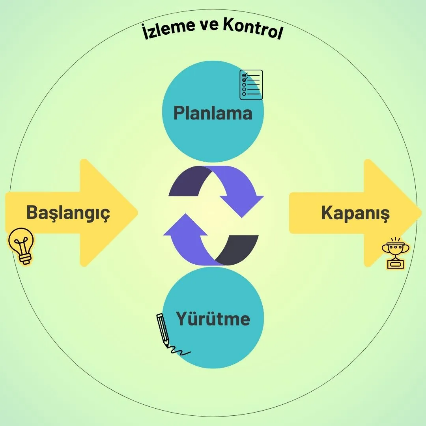 İzleme ve Kontrol
Planlama
Başlangıç
Kapanış
Yürütme